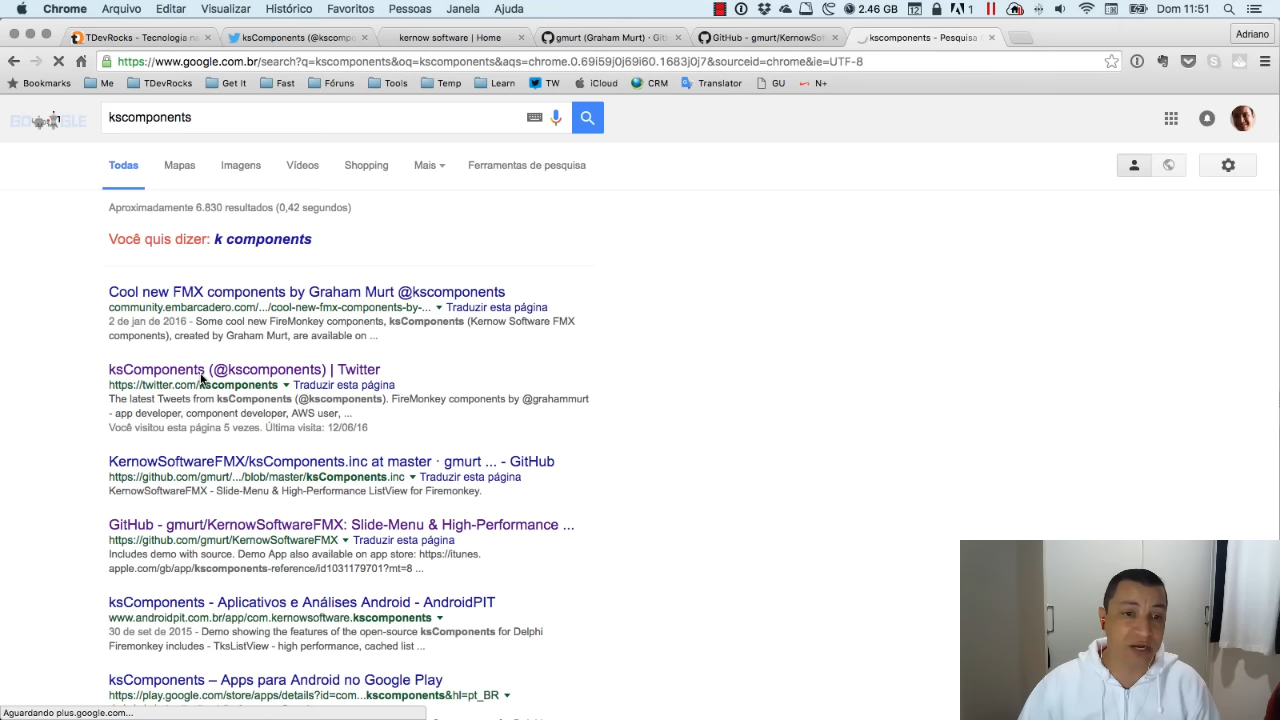 Chrome Arquivo Editar Visualizar Histórico Favoritos Pessoas Janela Ajuda 2.46 GB 12 1 Dom 11:51
TDevRocks - Tecnologia na ksComponents (@kscompon kernow software | Home gmurt (Graham Murt) · Git GitHub - gmurt/KernowSof kscomponents - Pesquisa Adriano
https://www.google.com.br/search?q=kscomponents&oq=kscomponents&aqs=chrome.0.69i59j0j69i60.1683j0j7&sourceid=chrome&ie=UTF-8
Bookmarks Me TDevRocks Get It Fast Fóruns Tools Temp Learn TW iCloud CRM Translator GU N+
kscomponents
Todas Mapas Imagens Vídeos Shopping Mais Ferramentas de pesquisa
Aproximadamente 6.830 resultados (0,42 segundos)
Você quis dizer: k components
Cool new FMX components by Graham Murt @kscomponents
community.embarcadero.com/.../cool-new-fmx-components-by-... Traduzir esta página
2 de jan de 2016 - Some cool new FireMonkey components, ksComponents (Kernow Software FMX
components), created by Graham Murt, are available on ...
ksComponents (@kscomponents) | Twitter
https://twitter.com/kscomponents Traduzir esta página
The latest Tweets from ksComponents (@kscomponents). FireMonkey components by @grahammurt
- app developer, component developer, AWS user, ...
Você visitou esta página 5 vezes. Última visita: 12/06/16
KernowSoftwareFMX/ksComponents.inc at master · gmurt ... - GitHub
https://github.com/gmurt/.../blob/master/ksComponents.inc Traduzir esta página
KernowSoftwareFMX - Slide-Menu & High-Performance ListView for Firemonkey.
GitHub - gmurt/KernowSoftwareFMX: Slide-Menu & High-Performance ...
https://github.com/gmurt/KernowSoftwareFMX Traduzir esta página
Includes demo with source. Demo App also available on app store: https://itunes.
apple.com/gb/app/kscomponents-reference/id1031179701?mt=8 ...
ksComponents - Aplicativos e Análises Android - AndroidPIT
www.androidpit.com.br/app/com.kernowsoftware.kscomponents
30 de set de 2015 - Demo showing the features of the open-source ksComponents for Delphi
Firemonkey includes - TksListView - high performance, cached list ...
ksComponents – Apps para Android no Google Play
https://play.google.com/store/apps/details?id=com...kscomponents&hl=pt_BR
Aguardando plus.google.com...